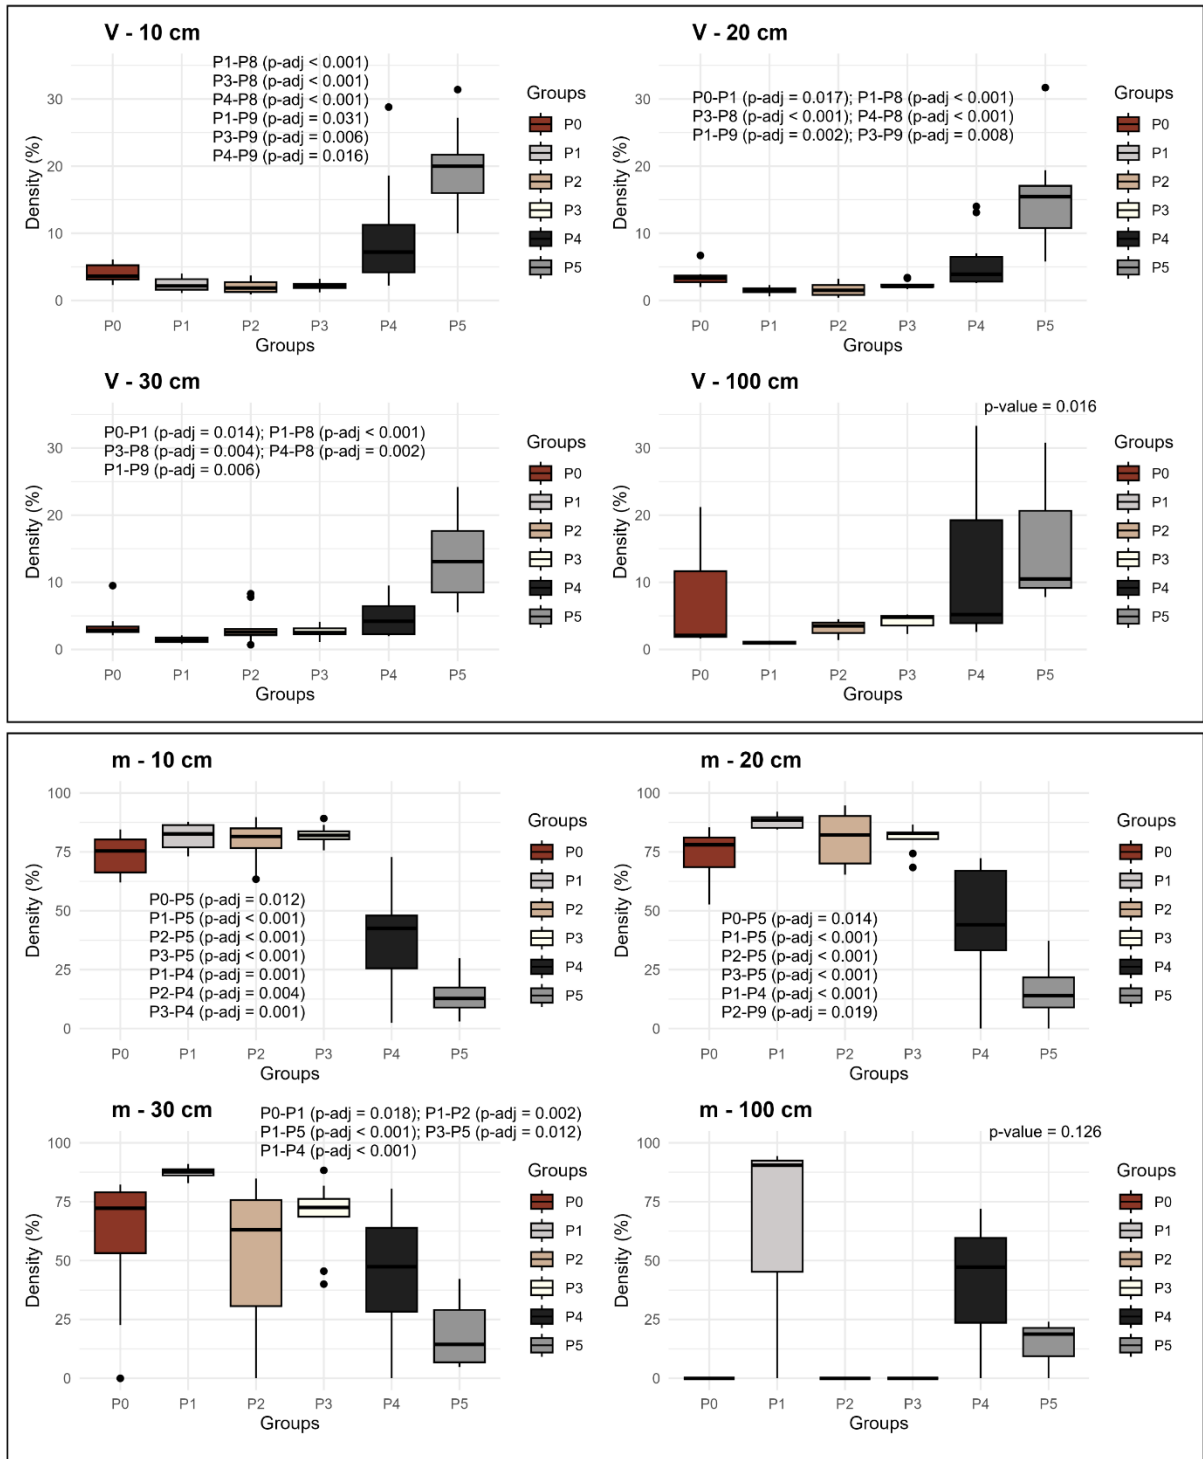 V - 10 cm
P1-P8 (p-adj < 0.001)
P3-P8 (p-adj < 0.001)
P4-P8 (p-adj < 0.001)
P1-P9 (p-adj = 0.031)
P3-P9 (p-adj = 0.006)
P4-P9 (p-adj = 0.016)
Density (%)
30
20
10
0
P0 P1 P2 P3 P4 P5
Groups
Groups
P0
P1
P2
P3
P4
P5
V - 20 cm
P0-P1 (p-adj = 0.017); P1-P8 (p-adj < 0.001)
P3-P8 (p-adj < 0.001); P4-P8 (p-adj < 0.001)
P1-P9 (p-adj = 0.002); P3-P9 (p-adj = 0.008)
Density (%)
30
20
10
0
P0 P1 P2 P3 P4 P5
Groups
Groups
P0
P1
P2
P3
P4
P5
V - 30 cm
P0-P1 (p-adj = 0.014); P1-P8 (p-adj < 0.001)
P3-P8 (p-adj = 0.004); P4-P8 (p-adj = 0.002)
P1-P9 (p-adj = 0.006)
Density (%)
30
20
10
0
P0 P1 P2 P3 P4 P5
Groups
Groups
P0
P1
P2
P3
P4
P5
V - 100 cm
p-value = 0.016
Density (%)
30
20
10
0
P0 P1 P2 P3 P4 P5
Groups
Groups
P0
P1
P2
P3
P4
P5
m - 10 cm
Density (%)
100
75
50
25
0
P0-P5 (p-adj = 0.012)
P1-P5 (p-adj < 0.001)
P2-P5 (p-adj < 0.001)
P3-P5 (p-adj < 0.001)
P1-P4 (p-adj = 0.001)
P2-P4 (p-adj = 0.004)
P3-P4 (p-adj = 0.001)
P0 P1 P2 P3 P4 P5
Groups
Groups
P0
P1
P2
P3
P4
P5
m - 20 cm
Density (%)
100
75
50
25
0
P0-P5 (p-adj = 0.014)
P1-P5 (p-adj < 0.001)
P2-P5 (p-adj < 0.001)
P3-P5 (p-adj < 0.001)
P1-P4 (p-adj < 0.001)
P2-P9 (p-adj = 0.019)
P0 P1 P2 P3 P4 P5
Groups
Groups
P0
P1
P2
P3
P4
P5
m - 30 cm
P0-P1 (p-adj = 0.018); P1-P2 (p-adj = 0.002)
P1-P5 (p-adj < 0.001); P3-P5 (p-adj = 0.012)
P1-P4 (p-adj < 0.001)
Density (%)
100
75
50
25
0
P0 P1 P2 P3 P4 P5
Groups
Groups
P0
P1
P2
P3
P4
P5
m - 100 cm
p-value = 0.126
Density (%)
100
75
50
25
0
P0 P1 P2 P3 P4 P5
Groups
Groups
P0
P1
P2
P3
P4
P5